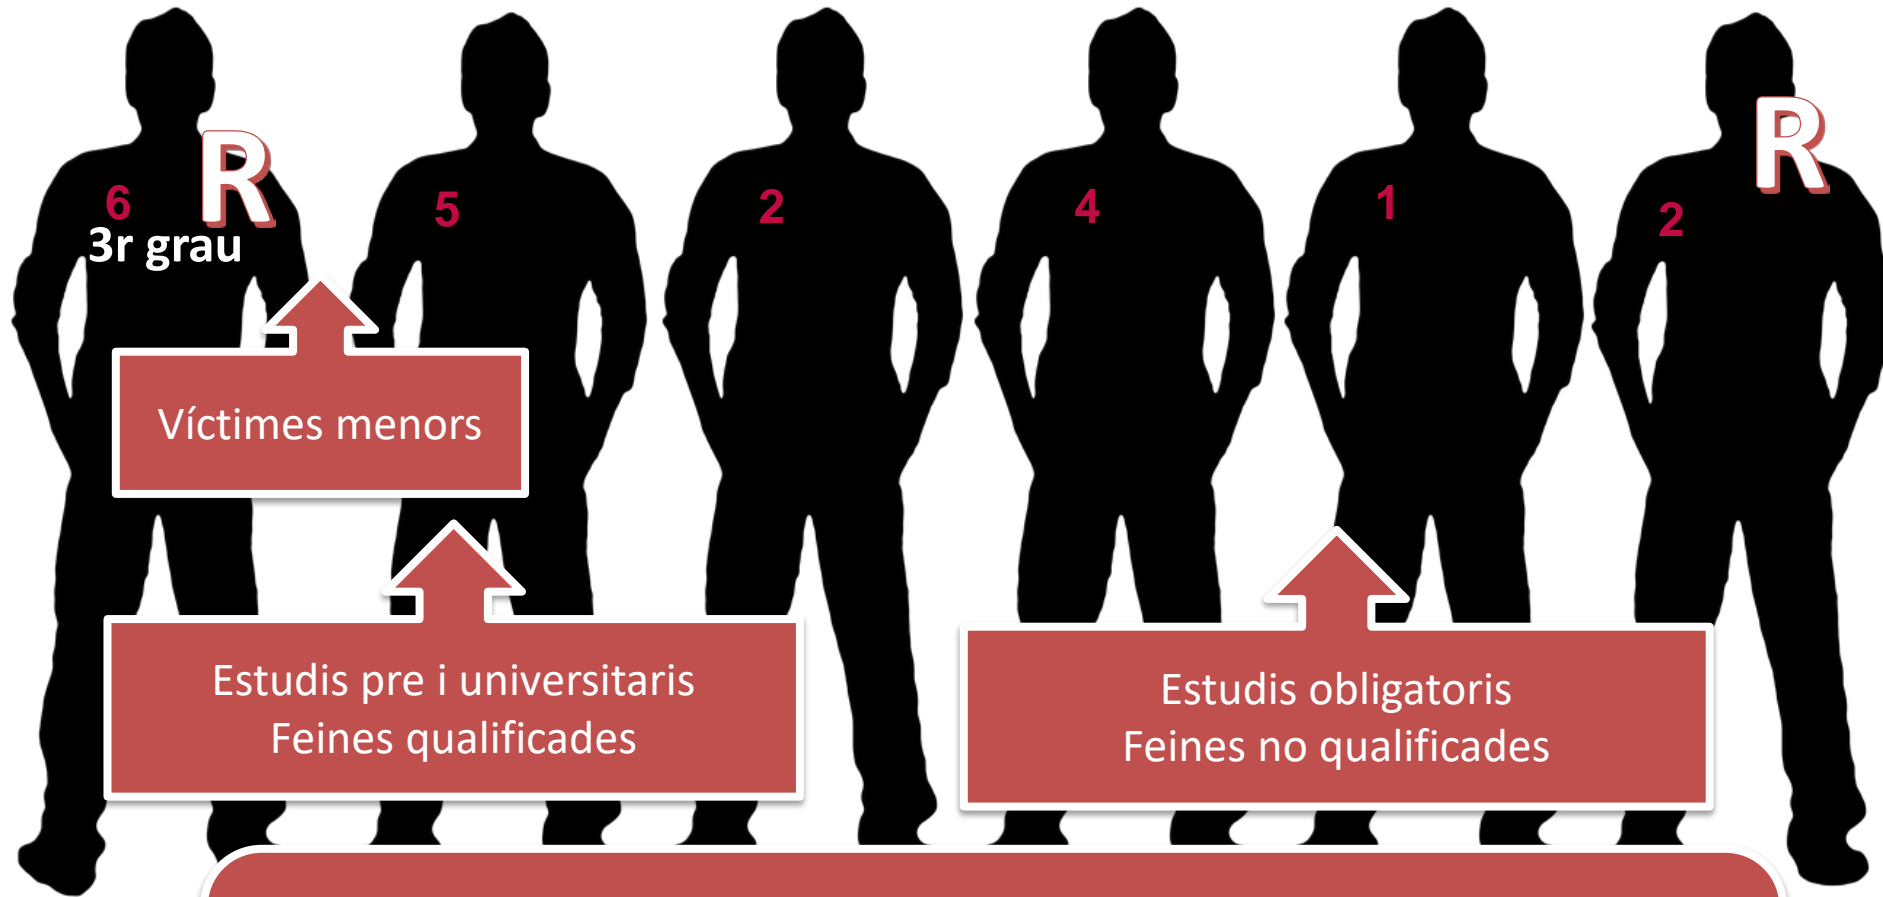 R
R
6
5
2
4
1
2
3r grau
Víctimes menors
Estudis pre i universitaris
Feines qualificades
Estudis obligatoris
Feines no qualificades